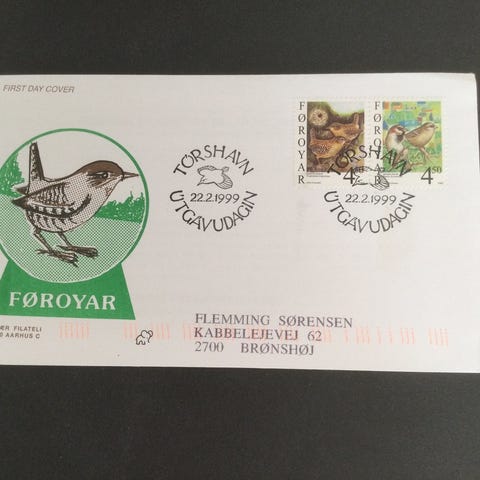 FIRST DAY COVER
FØROYAR
TÓRSHAVN
22.2.1999
ÚTGÁVUDAGIN
FØROYAR
4
FØROYAR
4 50
TÓRSHAVN
22.2.1999
ÚTGÁVUDAGIN
FILATELI
AARHUS C
FLEMMING SØRENSEN
KABBELEJEVEJ 62
2700 BRØNSHØJ